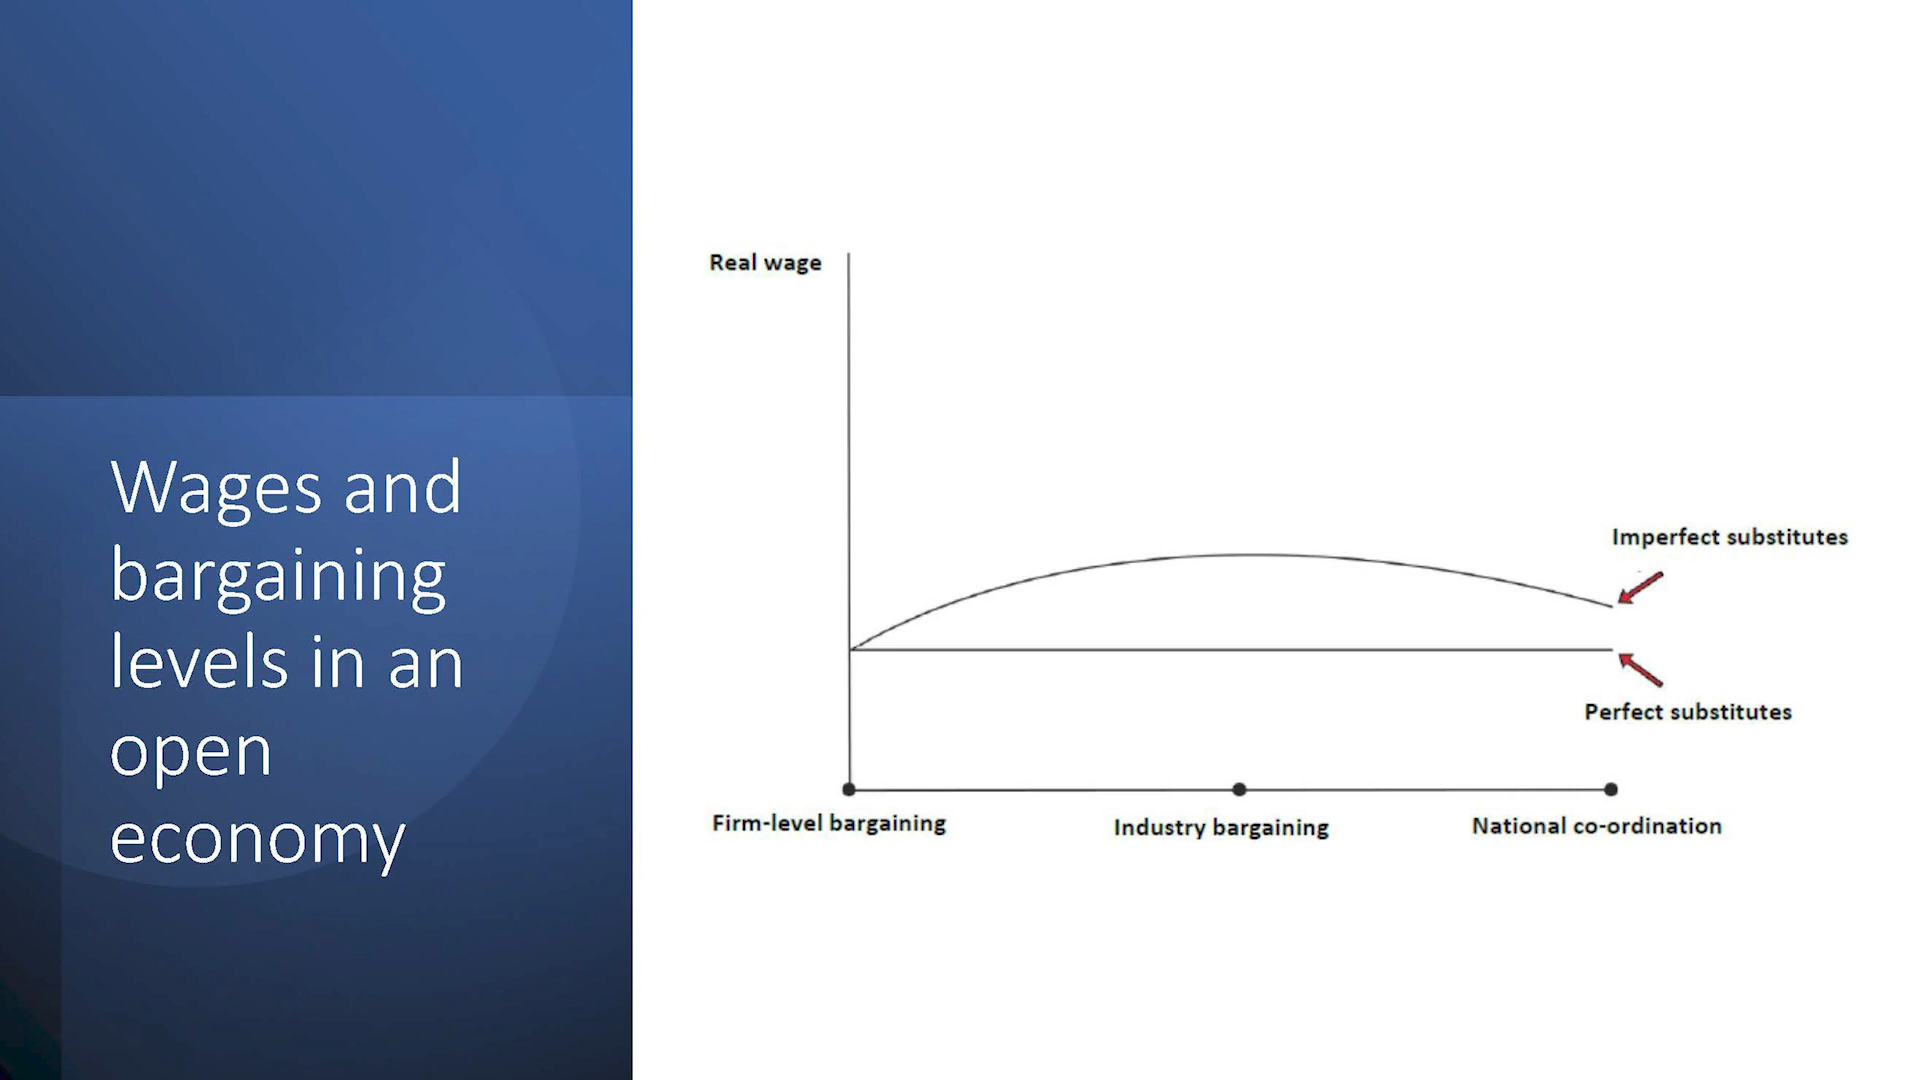 Wages and
bargaining
levels in an
open
economy
Real wage
Imperfect substitutes
Perfect substitutes
Firm-level bargaining
Industry bargaining
National co-ordination